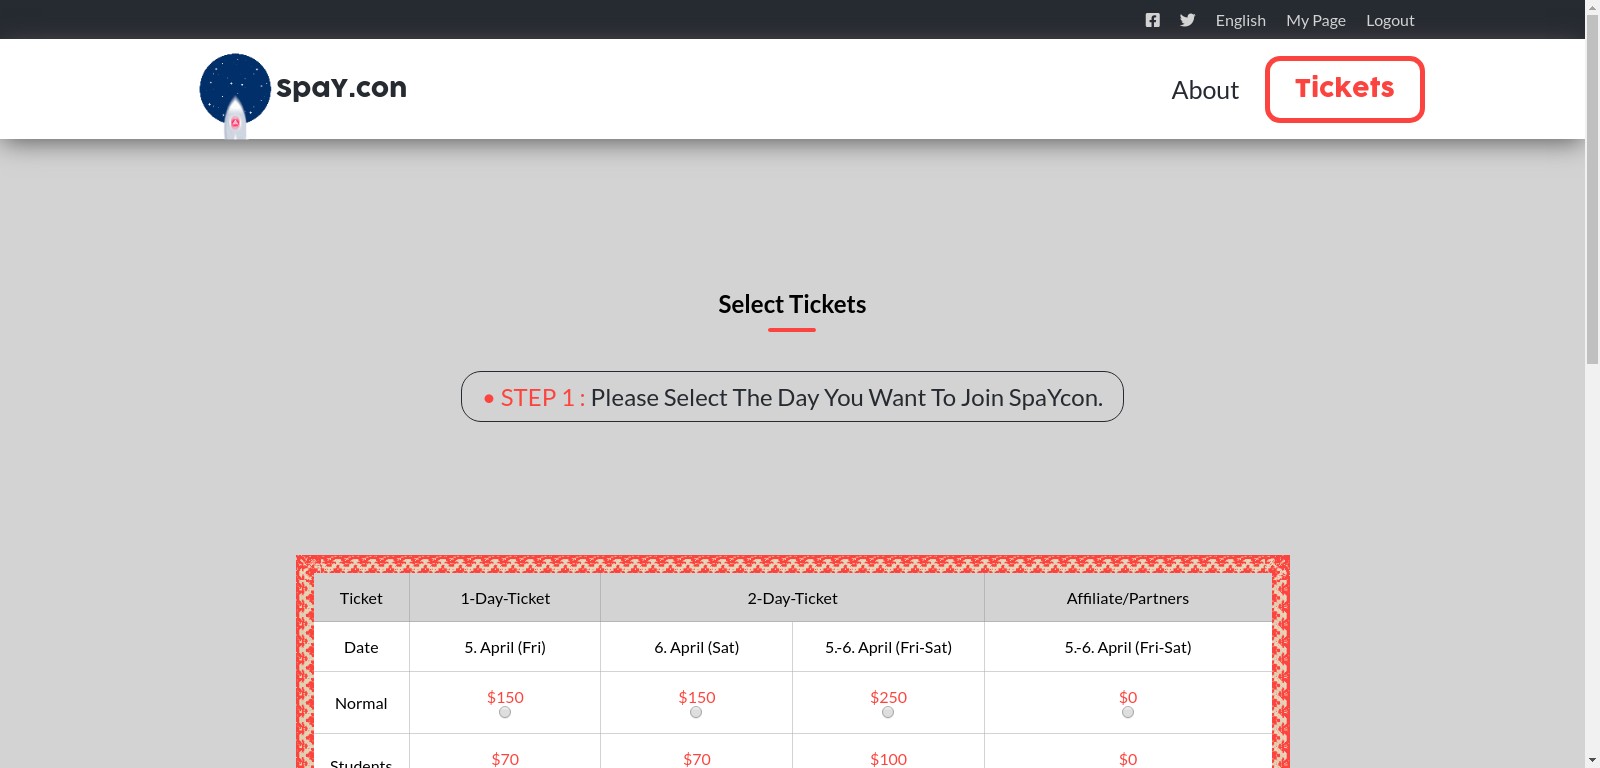 English My Page Logout
SpaY.con
About Tickets
Select Tickets
• STEP 1 : Please Select The Day You Want To Join SpaYcon.
Ticket 1-Day-Ticket 2-Day-Ticket Affiliate/Partners
Date 5. April (Fri) 6. April (Sat) 5.-6. April (Fri-Sat) 5.-6. April (Fri-Sat)
Normal $150 $150 $250 $0
Students $70 $70 $100 $0